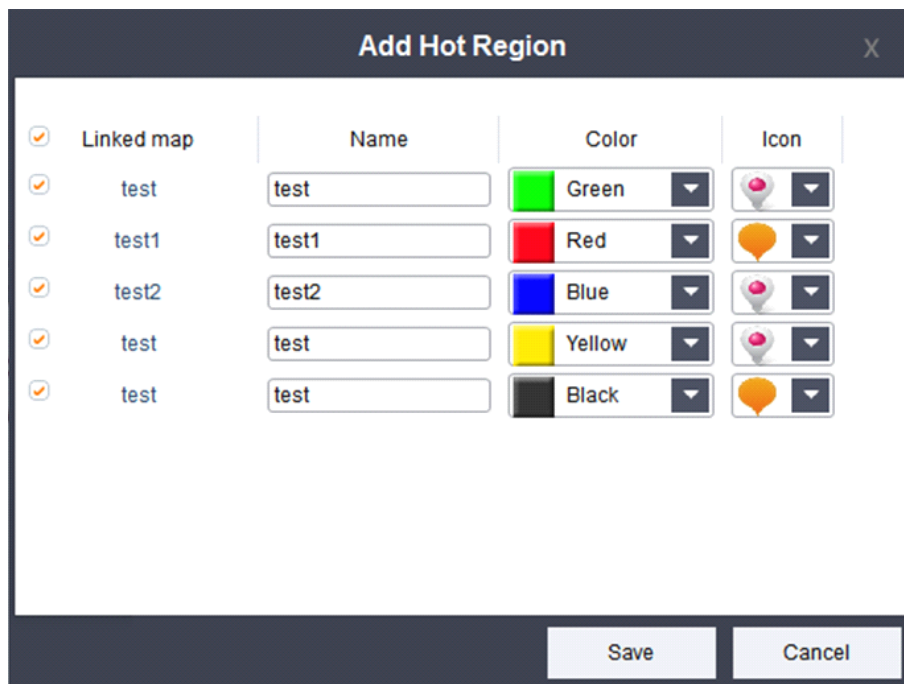 Add Hot Region X
Linked map Name Color Icon
test test Green
test1 test1 Red
test2 test2 Blue
test test Yellow
test test Black
Save Cancel